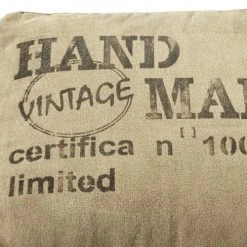 HAND
VINTAGE MA
certifica n° 100
limited